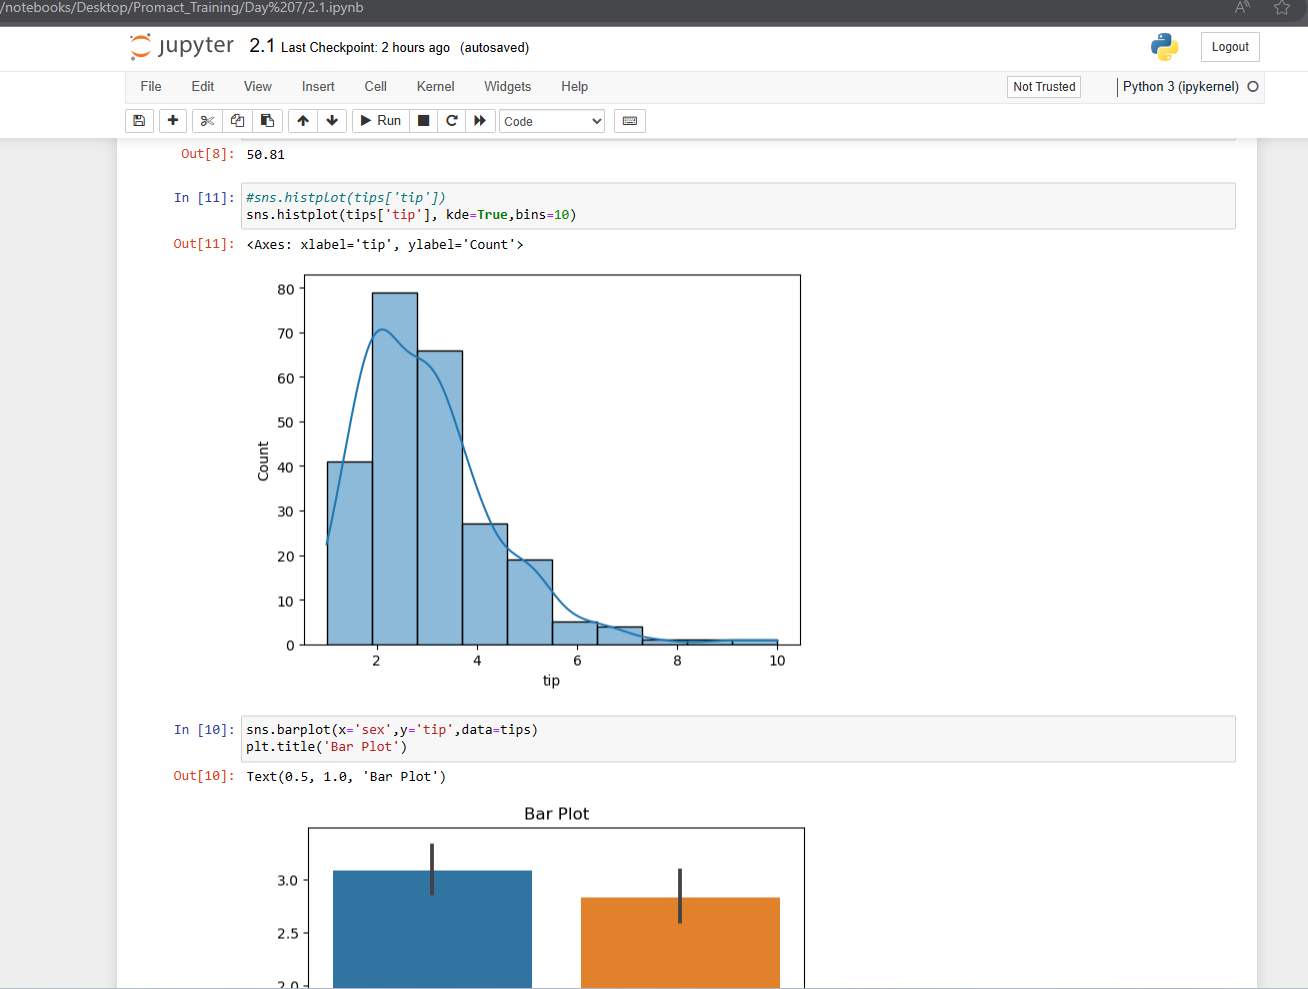 /notebooks/Desktop/Promact_Training/Day%207/2.1.ipynb
jupyter 2.1 Last Checkpoint: 2 hours ago (autosaved)
Logout
File Edit View Insert Cell Kernel Widgets Help
Not Trusted
Python 3 (ipykernel)
Run
Code
Out[8]: 50.81
In [11]: #sns.histplot(tips['tip'])
sns.histplot(tips['tip'], kde=True,bins=10)
Out[11]: <Axes: xlabel='tip', ylabel='Count'>
80
70
60
50
40
30
20
10
0
Count
2 4 6 8 10
tip
In [10]: sns.barplot(x='sex',y='tip',data=tips)
plt.title('Bar Plot')
Out[10]: Text(0.5, 1.0, 'Bar Plot')
Bar Plot
3.0
2.5
2.0